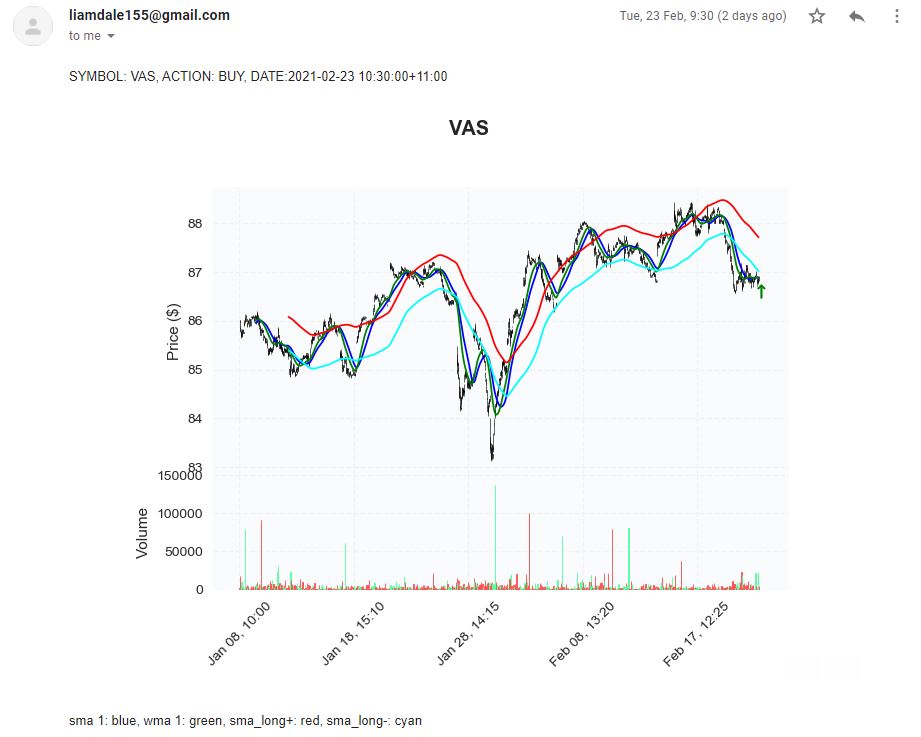 liamdale155@gmail.com
Tue, 23 Feb, 9:30 (2 days ago)
to me
SYMBOL: VAS, ACTION: BUY, DATE:2021-02-23 10:30:00+11:00
VAS
Price ($)
88
87
86
85
84
83
Volume
150000
100000
50000
0
Jan 08, 10:00
Jan 18, 15:10
Jan 28, 14:15
Feb 08, 13:20
Feb 17, 12:25
sma 1: blue, wma 1: green, sma_long+: red, sma_long-: cyan